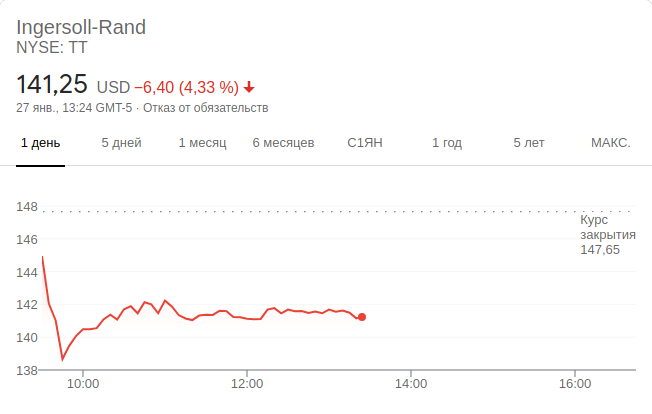 Ingersoll-Rand
NYSE: TT
141,25 USD −6,40 (4,33 %)
27 янв., 13:24 GMT-5 · Отказ от обязательств
1 день 5 дней 1 месяц 6 месяцев С1ЯН 1 год 5 лет МАКС.
148
Курс
закрытия
147,65
146
144
142
140
138
10:00 12:00 14:00 16:00